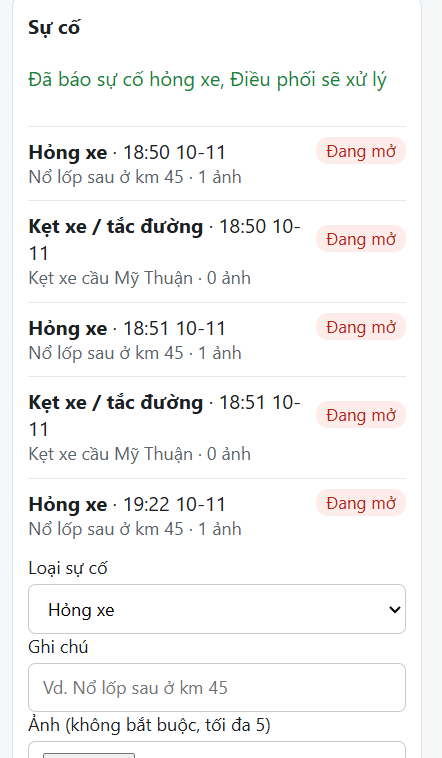 Sự cố
Đã báo sự cố hỏng xe, Điều phối sẽ xử lý
Hỏng xe · 18:50 10-11
Đang mở
Nổ lốp sau ở km 45 · 1 ảnh
Kẹt xe / tắc đường · 18:50 10-
11
Đang mở
Kẹt xe cầu Mỹ Thuận · 0 ảnh
Hỏng xe · 18:51 10-11
Đang mở
Nổ lốp sau ở km 45 · 1 ảnh
Kẹt xe / tắc đường · 18:51 10-
11
Đang mở
Kẹt xe cầu Mỹ Thuận · 0 ảnh
Hỏng xe · 19:22 10-11
Đang mở
Nổ lốp sau ở km 45 · 1 ảnh
Loại sự cố
Hỏng xe
Ghi chú
Vd. Nổ lốp sau ở km 45
Ảnh (không bắt buộc, tối đa 5)